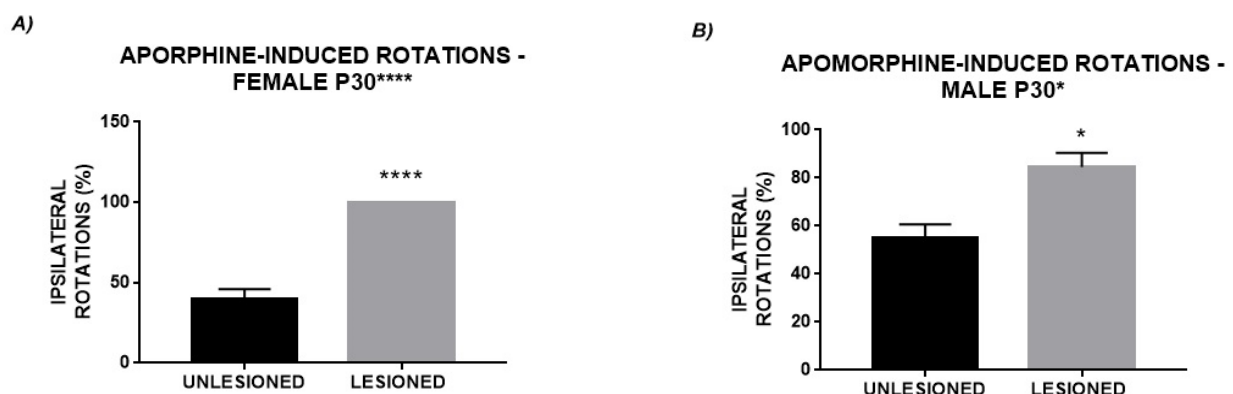 A)
APORPHINE-INDUCED ROTATIONS -
FEMALE P30****
150
100
50
0
IPSILATERAL
ROTATIONS (%)
****
UNLESIONED
LESIONED
B)
APOMORPHINE-INDUCED ROTATIONS -
MALE P30*
100
80
60
40
20
0
IPSILATERAL
ROTATIONS (%)
*
UNLESIONED
LESIONED